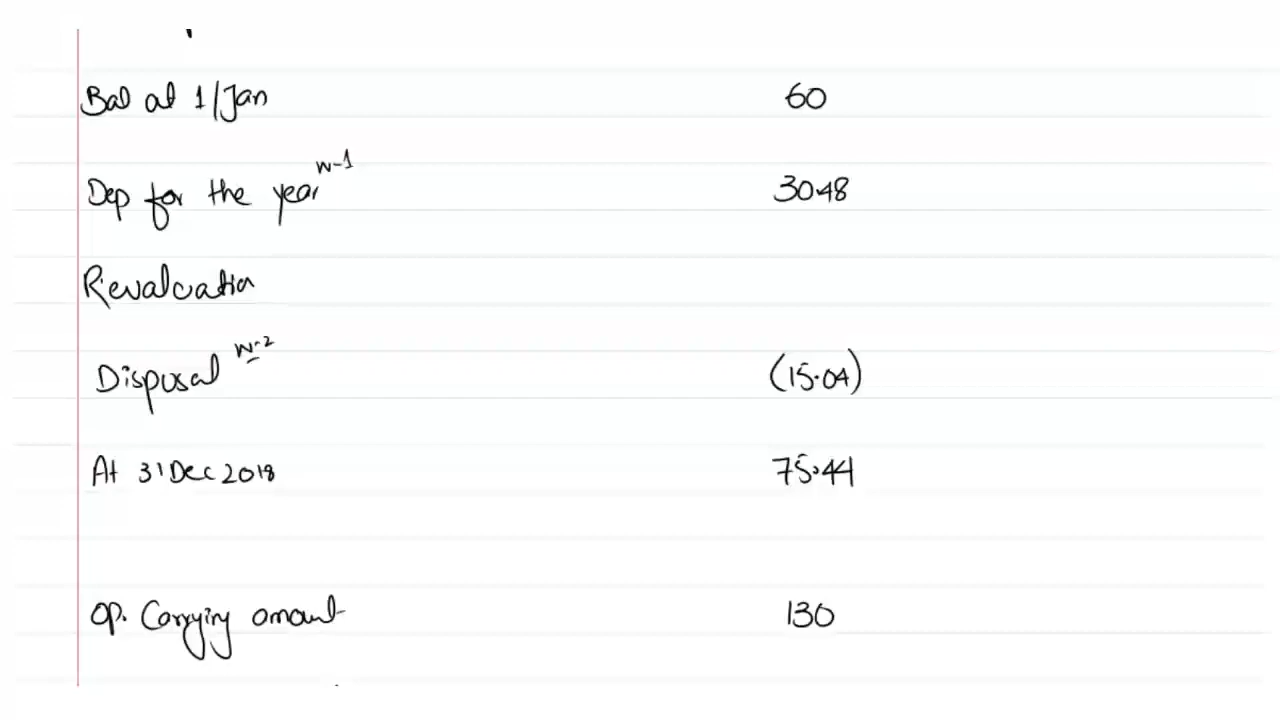 Bal at 1/Jan 60
Dep for the year w-1 30.48
Revaluation
Disposal w-2 (15.04)
At 31 Dec 2018 75.44
Op. Carrying amount 130